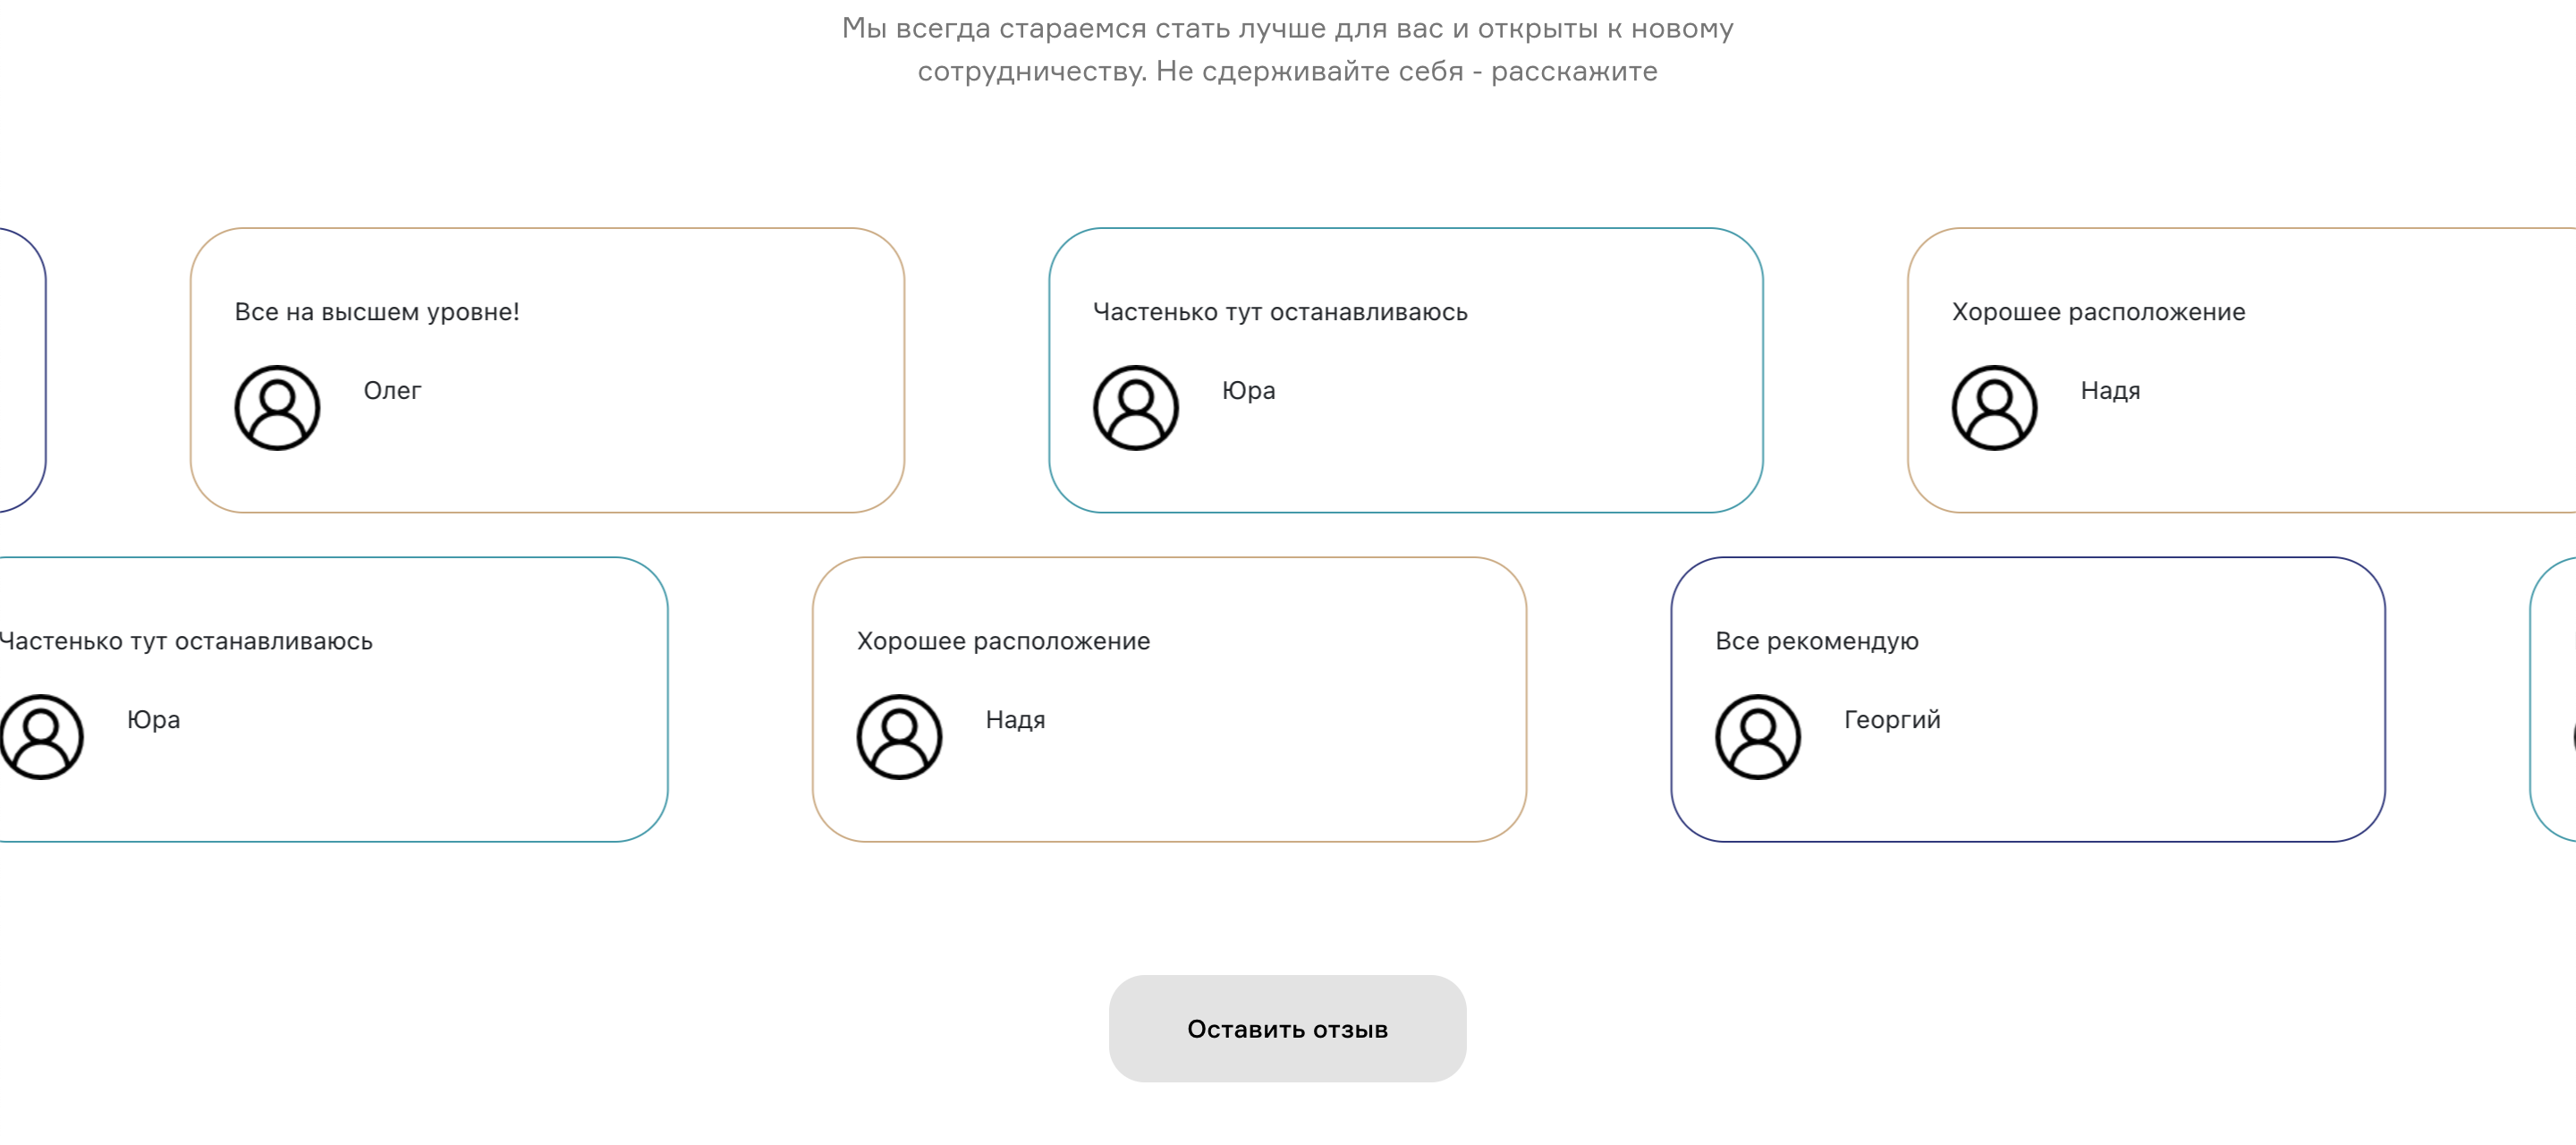 Мы всегда стараемся стать лучше для вас и открыты к новому
сотрудничеству. Не сдерживайте себя - расскажите
Все на высшем уровне!
Олег
Частенько тут останавливаюсь
Юра
Хорошее расположение
Надя
Частенько тут останавливаюсь
Юра
Хорошее расположение
Надя
Все рекомендую
Георгий
Оставить отзыв